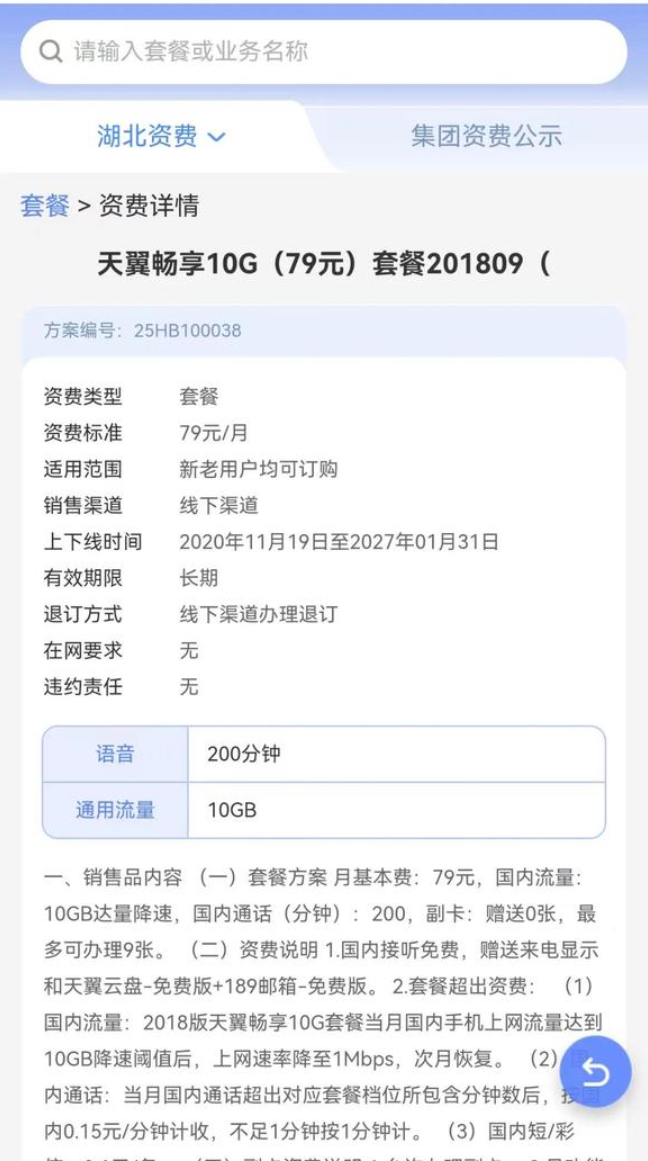 请输入套餐或业务名称
湖北资费
集团资费公示
套餐 > 资费详情
天翼畅享10G（79元）套餐201809（
方案编号：25HB100038
资费类型 套餐
资费标准 79元/月
适用范围 新老用户均可订购
销售渠道 线下渠道
上下线时间 2020年11月19日至2027年01月31日
有效期限 长期
退订方式 线下渠道办理退订
在网要求 无
违约责任 无
语音 200分钟
通用流量 10GB
一、销售品内容 （一）套餐方案 月基本费：79元，国内流量：
10GB达量降速，国内通话（分钟）：200，副卡：赠送0张，最
多可办理9张。 （二）资费说明 1.国内接听免费，赠送来电显示
和天翼云盘-免费版+189邮箱-免费版。 2.套餐超出资费： （1）
国内流量：2018版天翼畅享10G套餐当月国内手机上网流量达到
10GB降速阈值后，上网速率降至1Mbps，次月恢复。 （2）国
内通话：当月国内通话超出对应套餐档位所包含分钟数后，按国
内0.15元/分钟计收，不足1分钟按1分钟计。 （3）国内短/彩